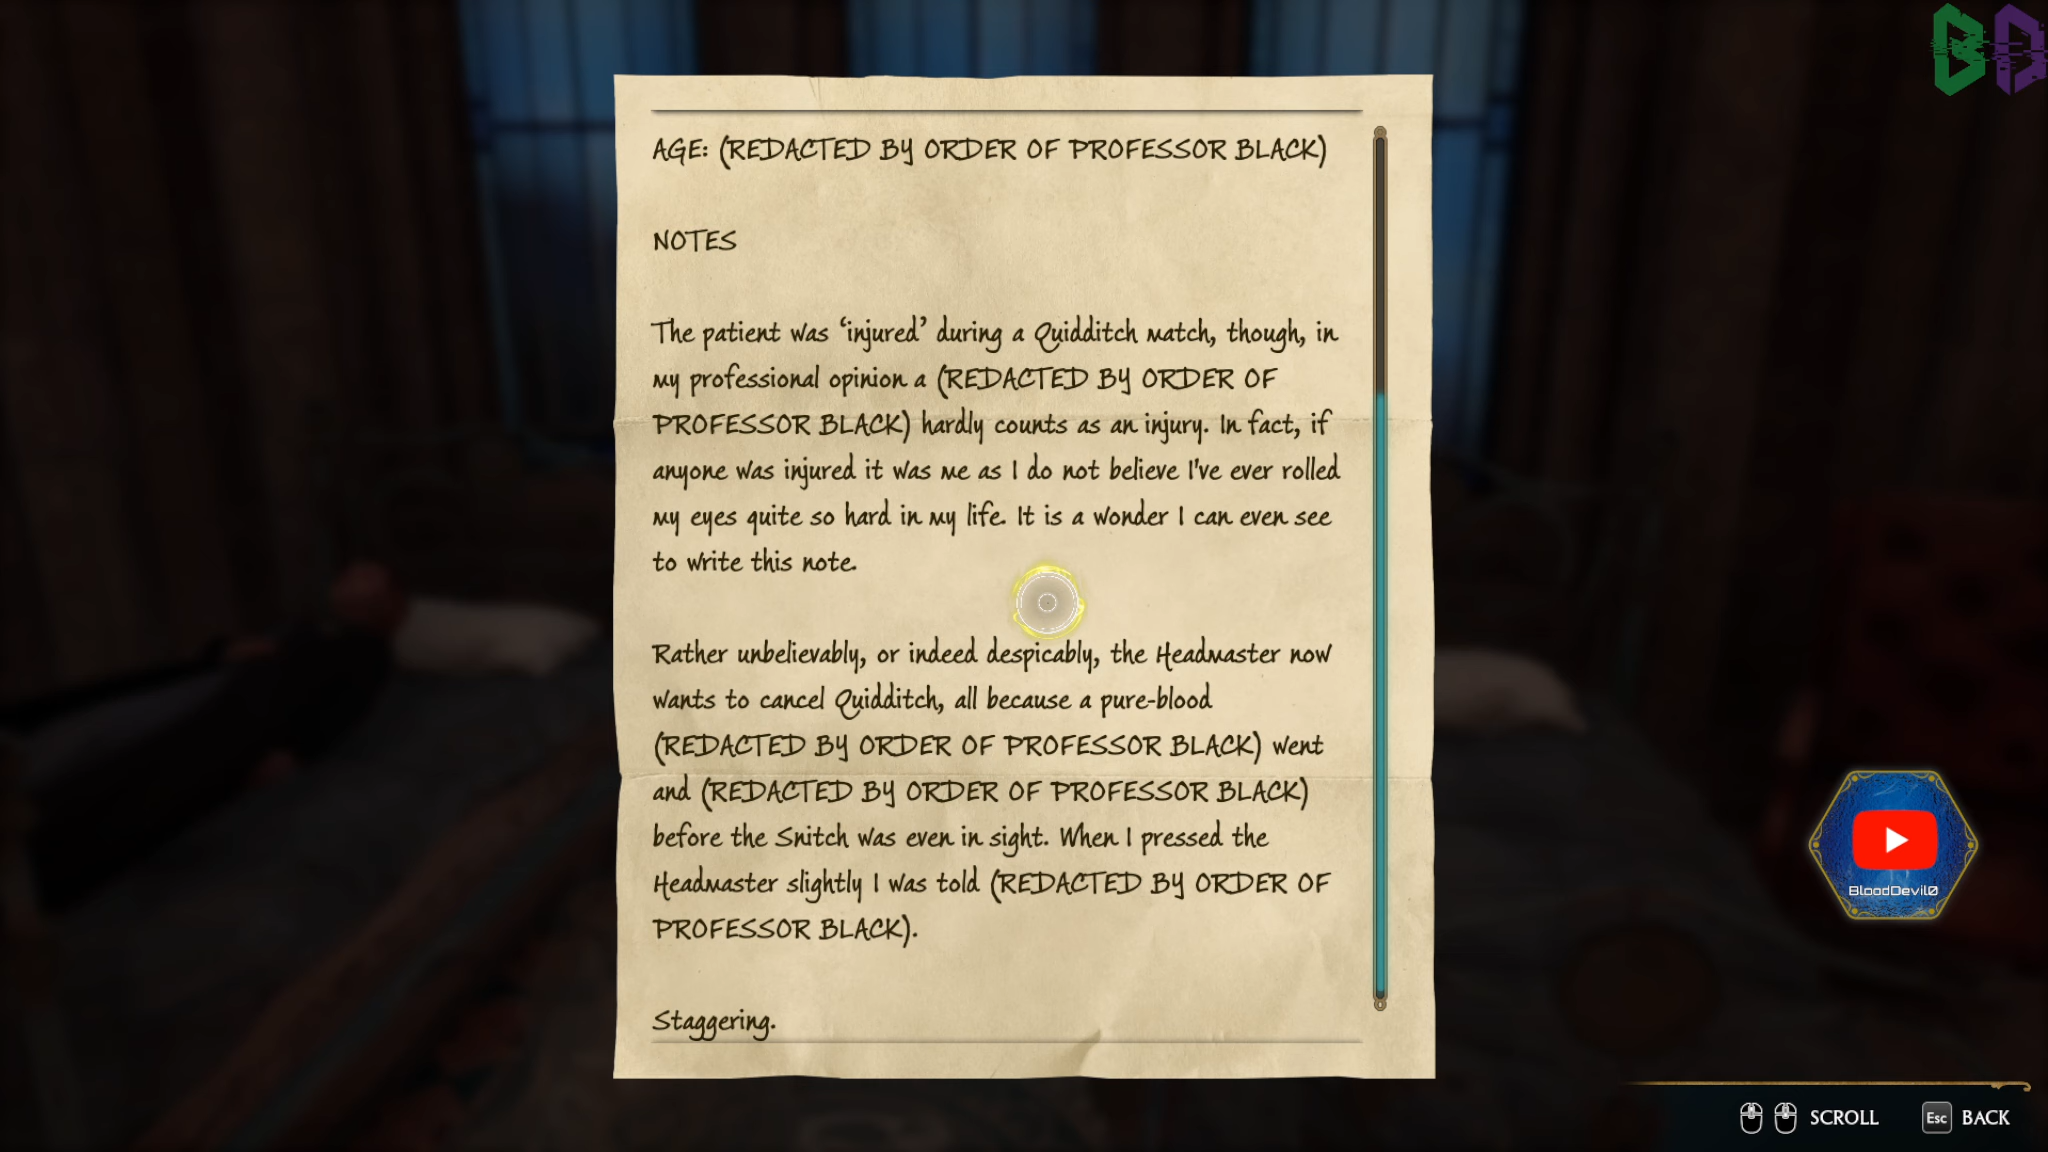 AGE: (REDACTED BY ORDER OF PROFESSOR BLACK)
NOTES
The patient was ‘injured’ during a Quidditch match, though, in
my professional opinion a (REDACTED BY ORDER OF
PROFESSOR BLACK) hardly counts as an injury. In fact, if
anyone was injured it was me as I do not believe I've ever rolled
my eyes quite so hard in my life. It is a wonder I can even see
to write this note.
Rather unbelievably, or indeed despicably, the Headmaster now
wants to cancel Quidditch, all because a pure-blood
(REDACTED BY ORDER OF PROFESSOR BLACK) went
and (REDACTED BY ORDER OF PROFESSOR BLACK)
before the Snitch was even in sight. When I pressed the
Headmaster slightly I was told (REDACTED BY ORDER OF
PROFESSOR BLACK).
Staggering.
BD
BloodDevil0
SCROLL
Esc BACK